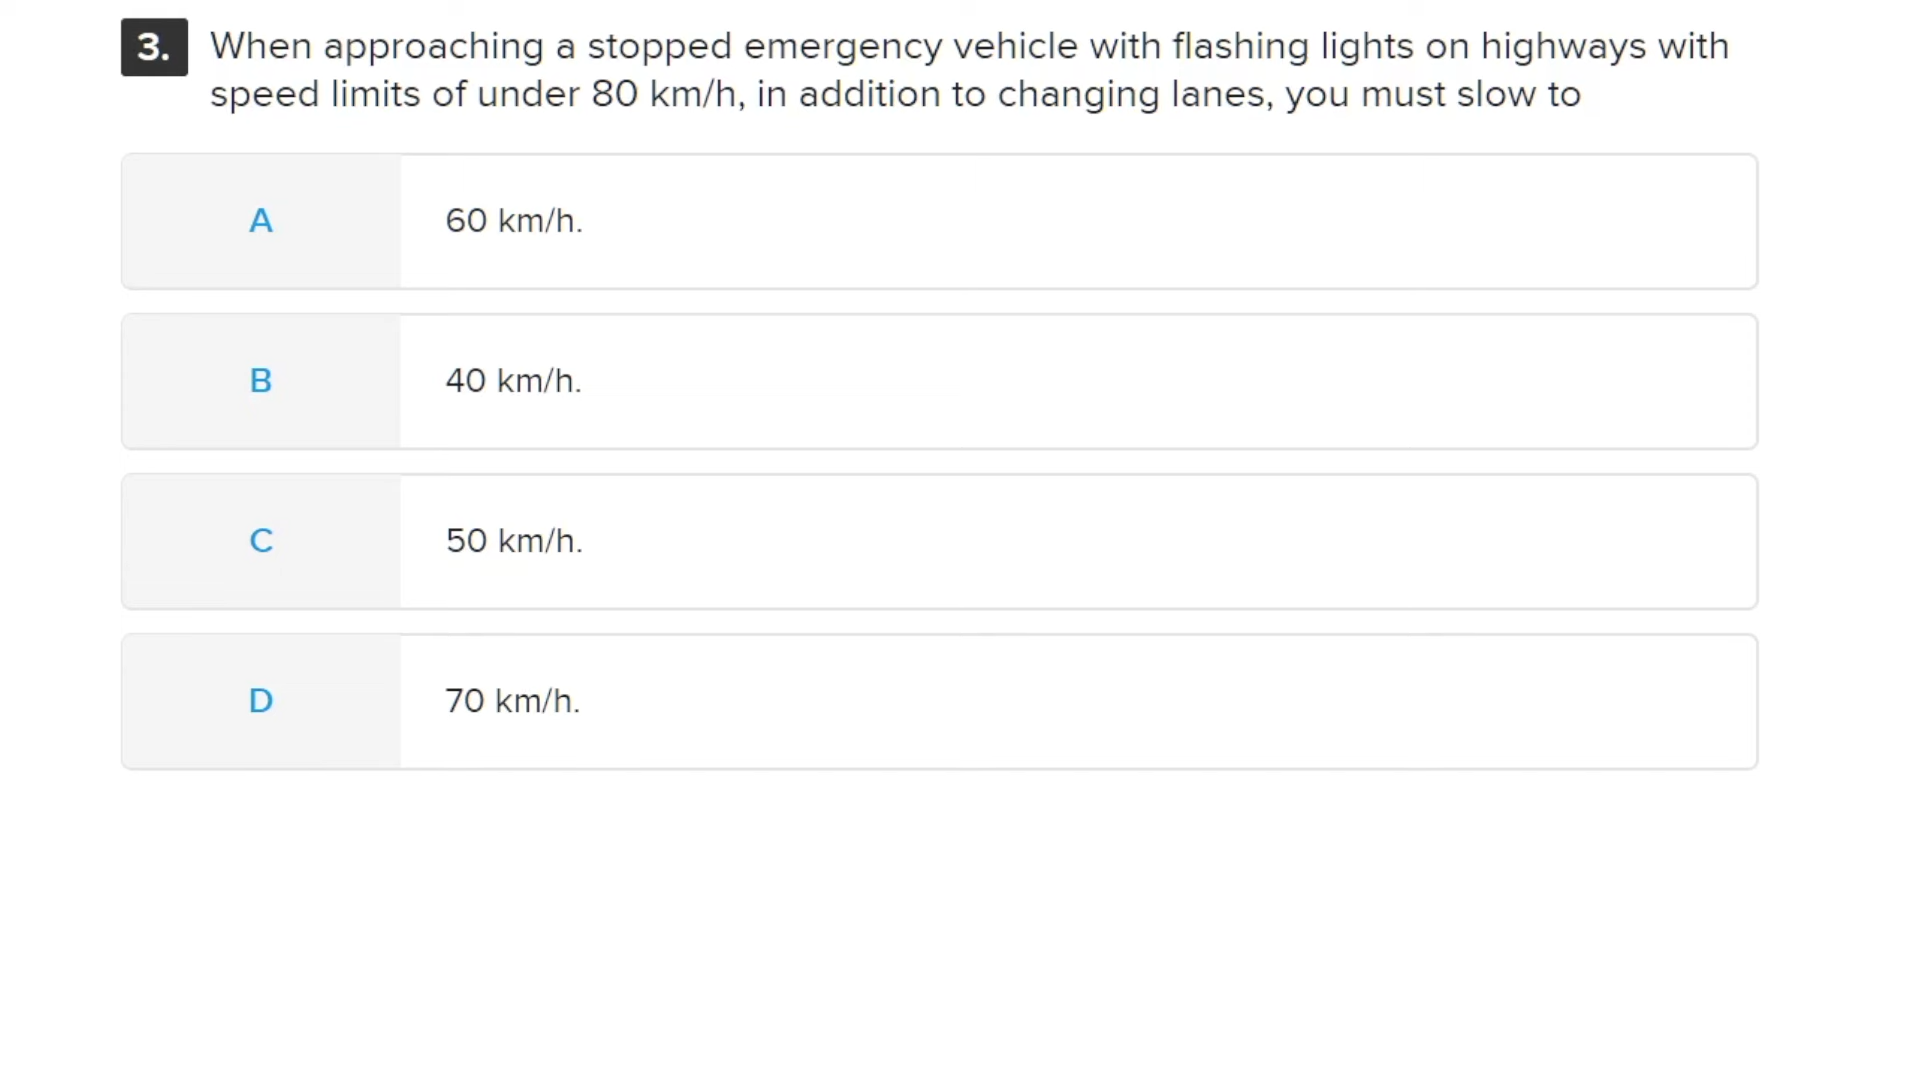 3. When approaching a stopped emergency vehicle with flashing lights on highways with
speed limits of under 80 km/h, in addition to changing lanes, you must slow to
A 60 km/h.
B 40 km/h.
C 50 km/h.
D 70 km/h.